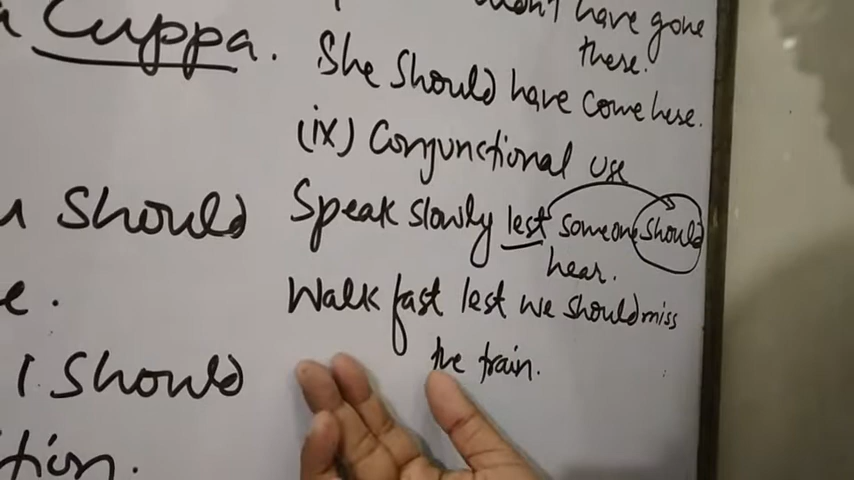 Cuppa.
have gone
there.
She should have come here.
(ix) Conjunctional use
Speak slowly lest someone should
hear.
Walk fast lest we should miss
the train.
should
I should